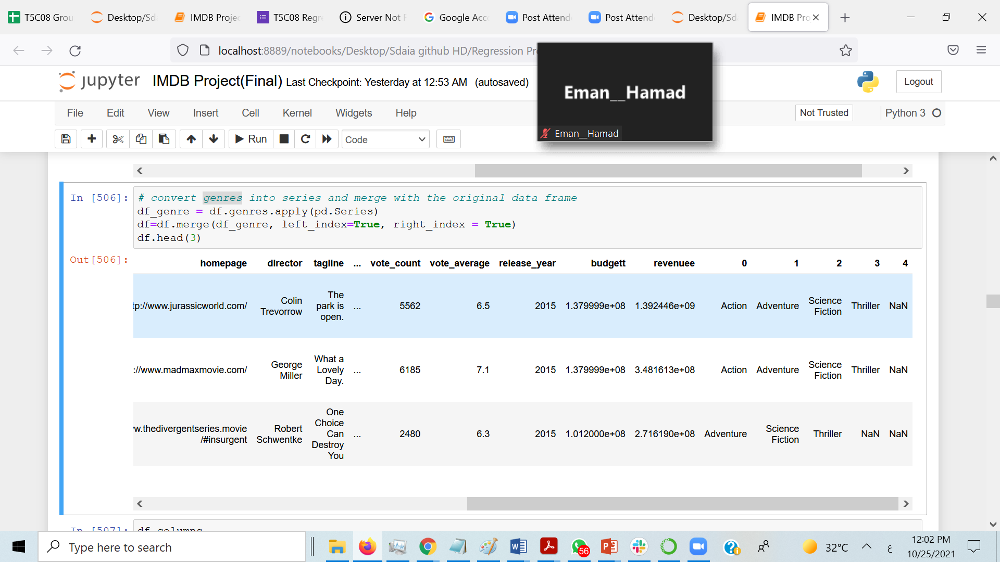 T5C08 Grou
Desktop/Sd
IMDB Projec
T5C08 Regr
Server Not F
Google Acc
Post Attend
Post Attend
Desktop/Sd
IMDB Pro
localhost:8889/notebooks/Desktop/Sdaia github HD/Regression Pr
jupyter IMDB Project(Final) Last Checkpoint: Yesterday at 12:53 AM (autosaved)
Logout
Eman__Hamad
Eman__Hamad
File Edit View Insert Cell Kernel Widgets Help
Not Trusted
Python 3
Run
Code
In [506]:
# convert genres into series and merge with the original data frame
df_genre = df.genres.apply(pd.Series)
df=df.merge(df_genre, left_index=True, right_index = True)
df.head(3)
Out[506]:
homepage director tagline ... vote_count vote_average release_year budgett revenuee 0 1 2 3 4
tp://www.jurassicworld.com/ Colin Trevorrow The park is open. ... 5562 6.5 2015 1.379999e+08 1.392446e+09 Action Adventure Science Fiction Thriller NaN
://www.madmaxmovie.com/ George Miller What a Lovely Day. ... 6185 7.1 2015 1.379999e+08 3.481613e+08 Action Adventure Science Fiction Thriller NaN
w.thedivergentseries.movie/#insurgent Robert Schwentke One Choice Can Destroy You ... 2480 6.3 2015 1.012000e+08 2.716190e+08 Adventure Science Fiction Thriller NaN NaN
In [507]: df.columns
Type here to search
56
32°C
ع
12:02 PM
10/25/2021